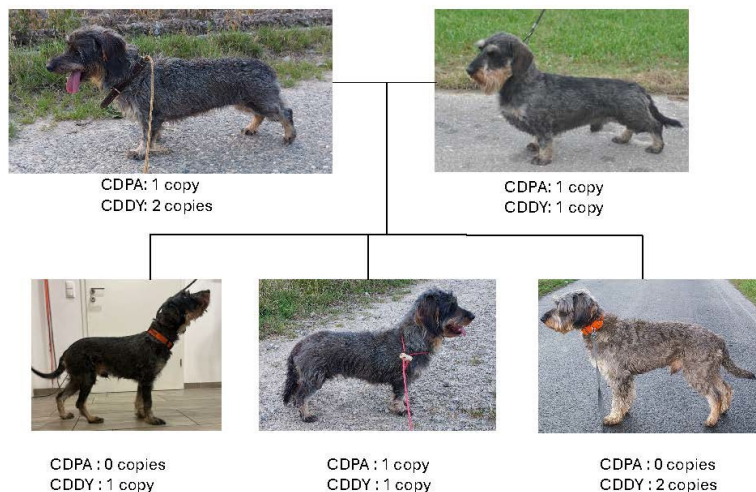 CDPA: 1 copy
CDDY: 2 copies
CDPA: 1 copy
CDDY: 1 copy
CDPA : 0 copies
CDDY : 1 copy
CDPA : 1 copy
CDDY : 1 copy
CDPA : 0 copies
CDDY : 2 copies